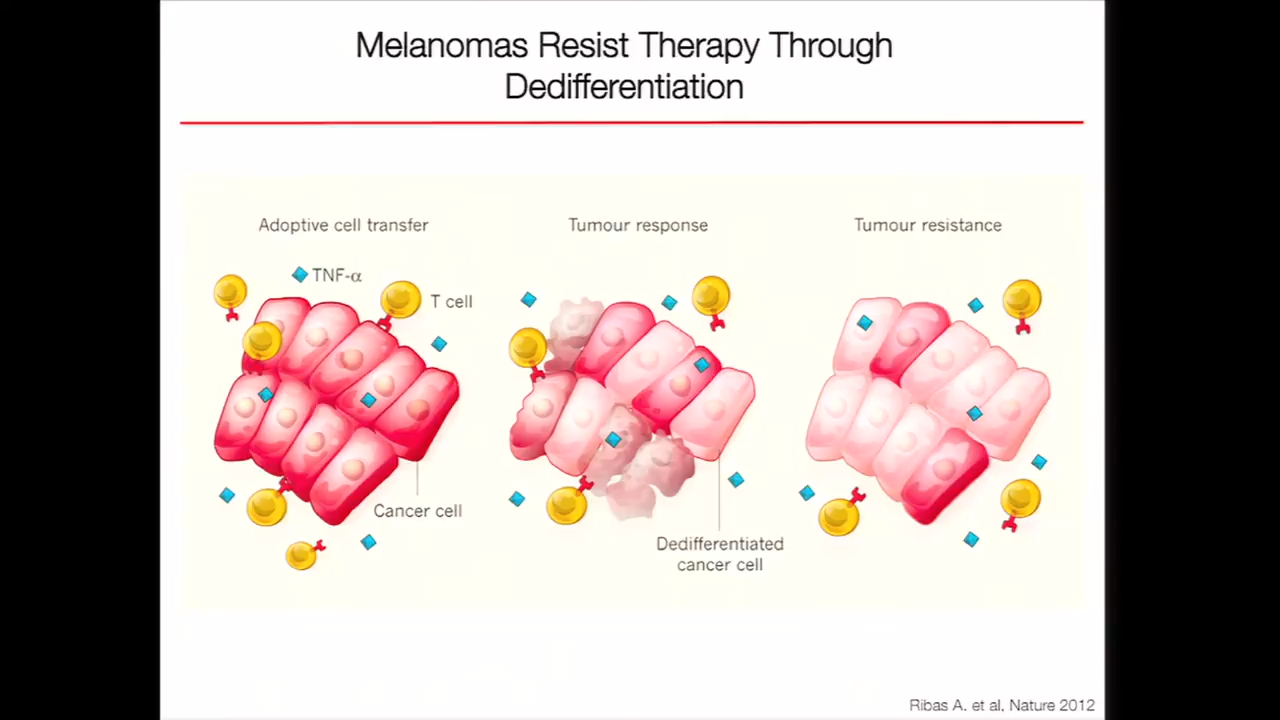 Melanomas Resist Therapy Through
Dedifferentiation
Adoptive cell transfer
Tumour response
Tumour resistance
TNF-α
T cell
Cancer cell
Dedifferentiated
cancer cell
Ribas A. et al, Nature 2012